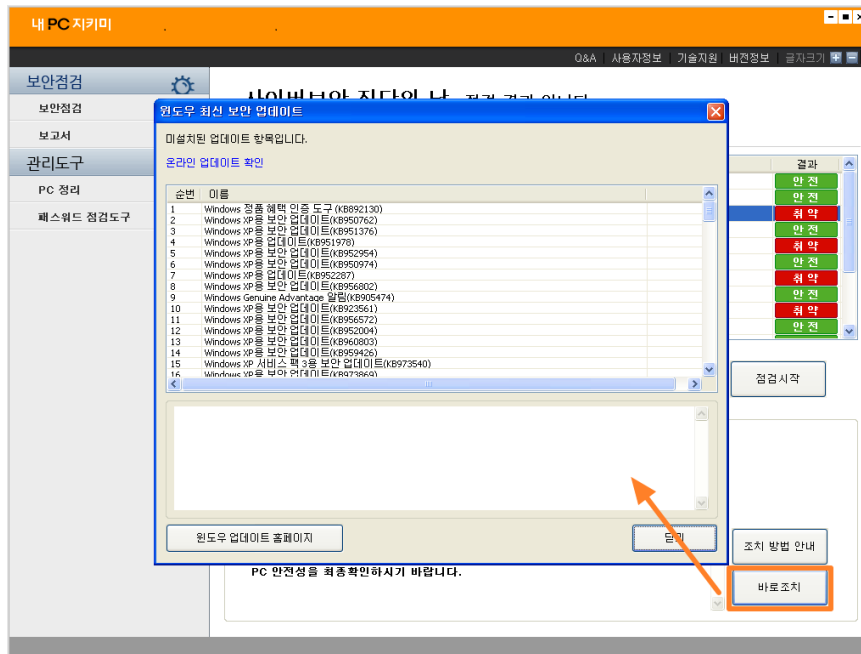 내 PC 지키미
Q&A 사용자정보 기술지원 버전정보 글자크기
보안점검
보안점검
보고서
관리도구
PC 정리
패스워드 점검도구
윈도우 최신 보안 업데이트
미설치된 업데이트 항목입니다.
온라인 업데이트 확인
순번 이름
1 Windows 정품 혜택 인증 도구(KB892130)
2 Windows XP용 보안 업데이트(KB950762)
3 Windows XP용 보안 업데이트(KB951376)
4 Windows XP용 업데이트(KB951978)
5 Windows XP용 보안 업데이트(KB952954)
6 Windows XP용 보안 업데이트(KB950974)
7 Windows XP용 업데이트(KB952287)
8 Windows XP용 보안 업데이트(KB956802)
9 Windows Genuine Advantage 알림(KB905474)
10 Windows XP용 보안 업데이트(KB923561)
11 Windows XP용 보안 업데이트(KB956572)
12 Windows XP용 보안 업데이트(KB952004)
13 Windows XP용 보안 업데이트(KB960803)
14 Windows XP용 보안 업데이트(KB959426)
15 Windows XP 서비스 팩 3용 보안 업데이트(KB973540)
16 Windows XP용 보안 업데이트(KB973869)
윈도우 업데이트 홈페이지
닫기
결과
안전
안전
취약
안전
취약
안전
취약
안전
취약
안전
점검시작
조치 방법 안내
바로조치
PC 안전성을 최종확인하시기 바랍니다.